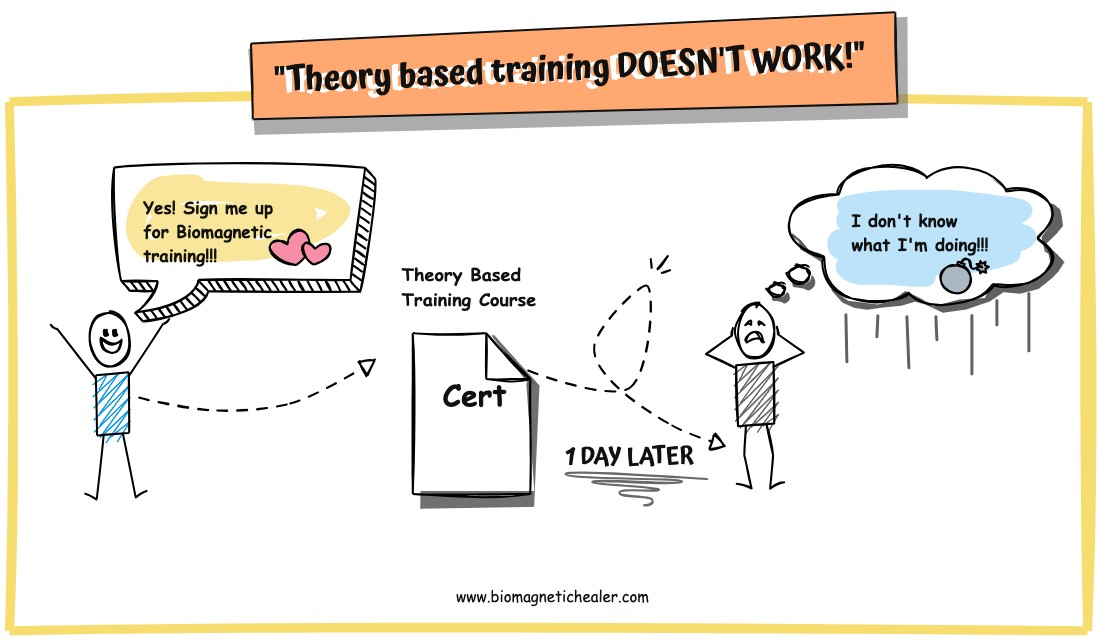 "Theory based training DOESN'T WORK!"
Yes! Sign me up
for Biomagnetic
training!!!
Theory Based
Training Course
Cert
1 DAY LATER
I don't know
what I'm doing!!!
www.biomagnetichealer.com